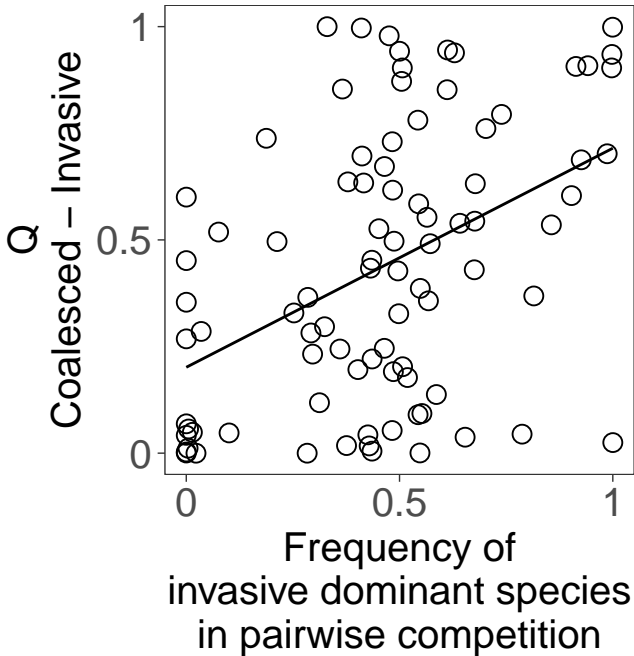 Q
Coalesced – Invasive
1
0.5
0
0
0.5
1
Frequency of
invasive dominant species
in pairwise competition